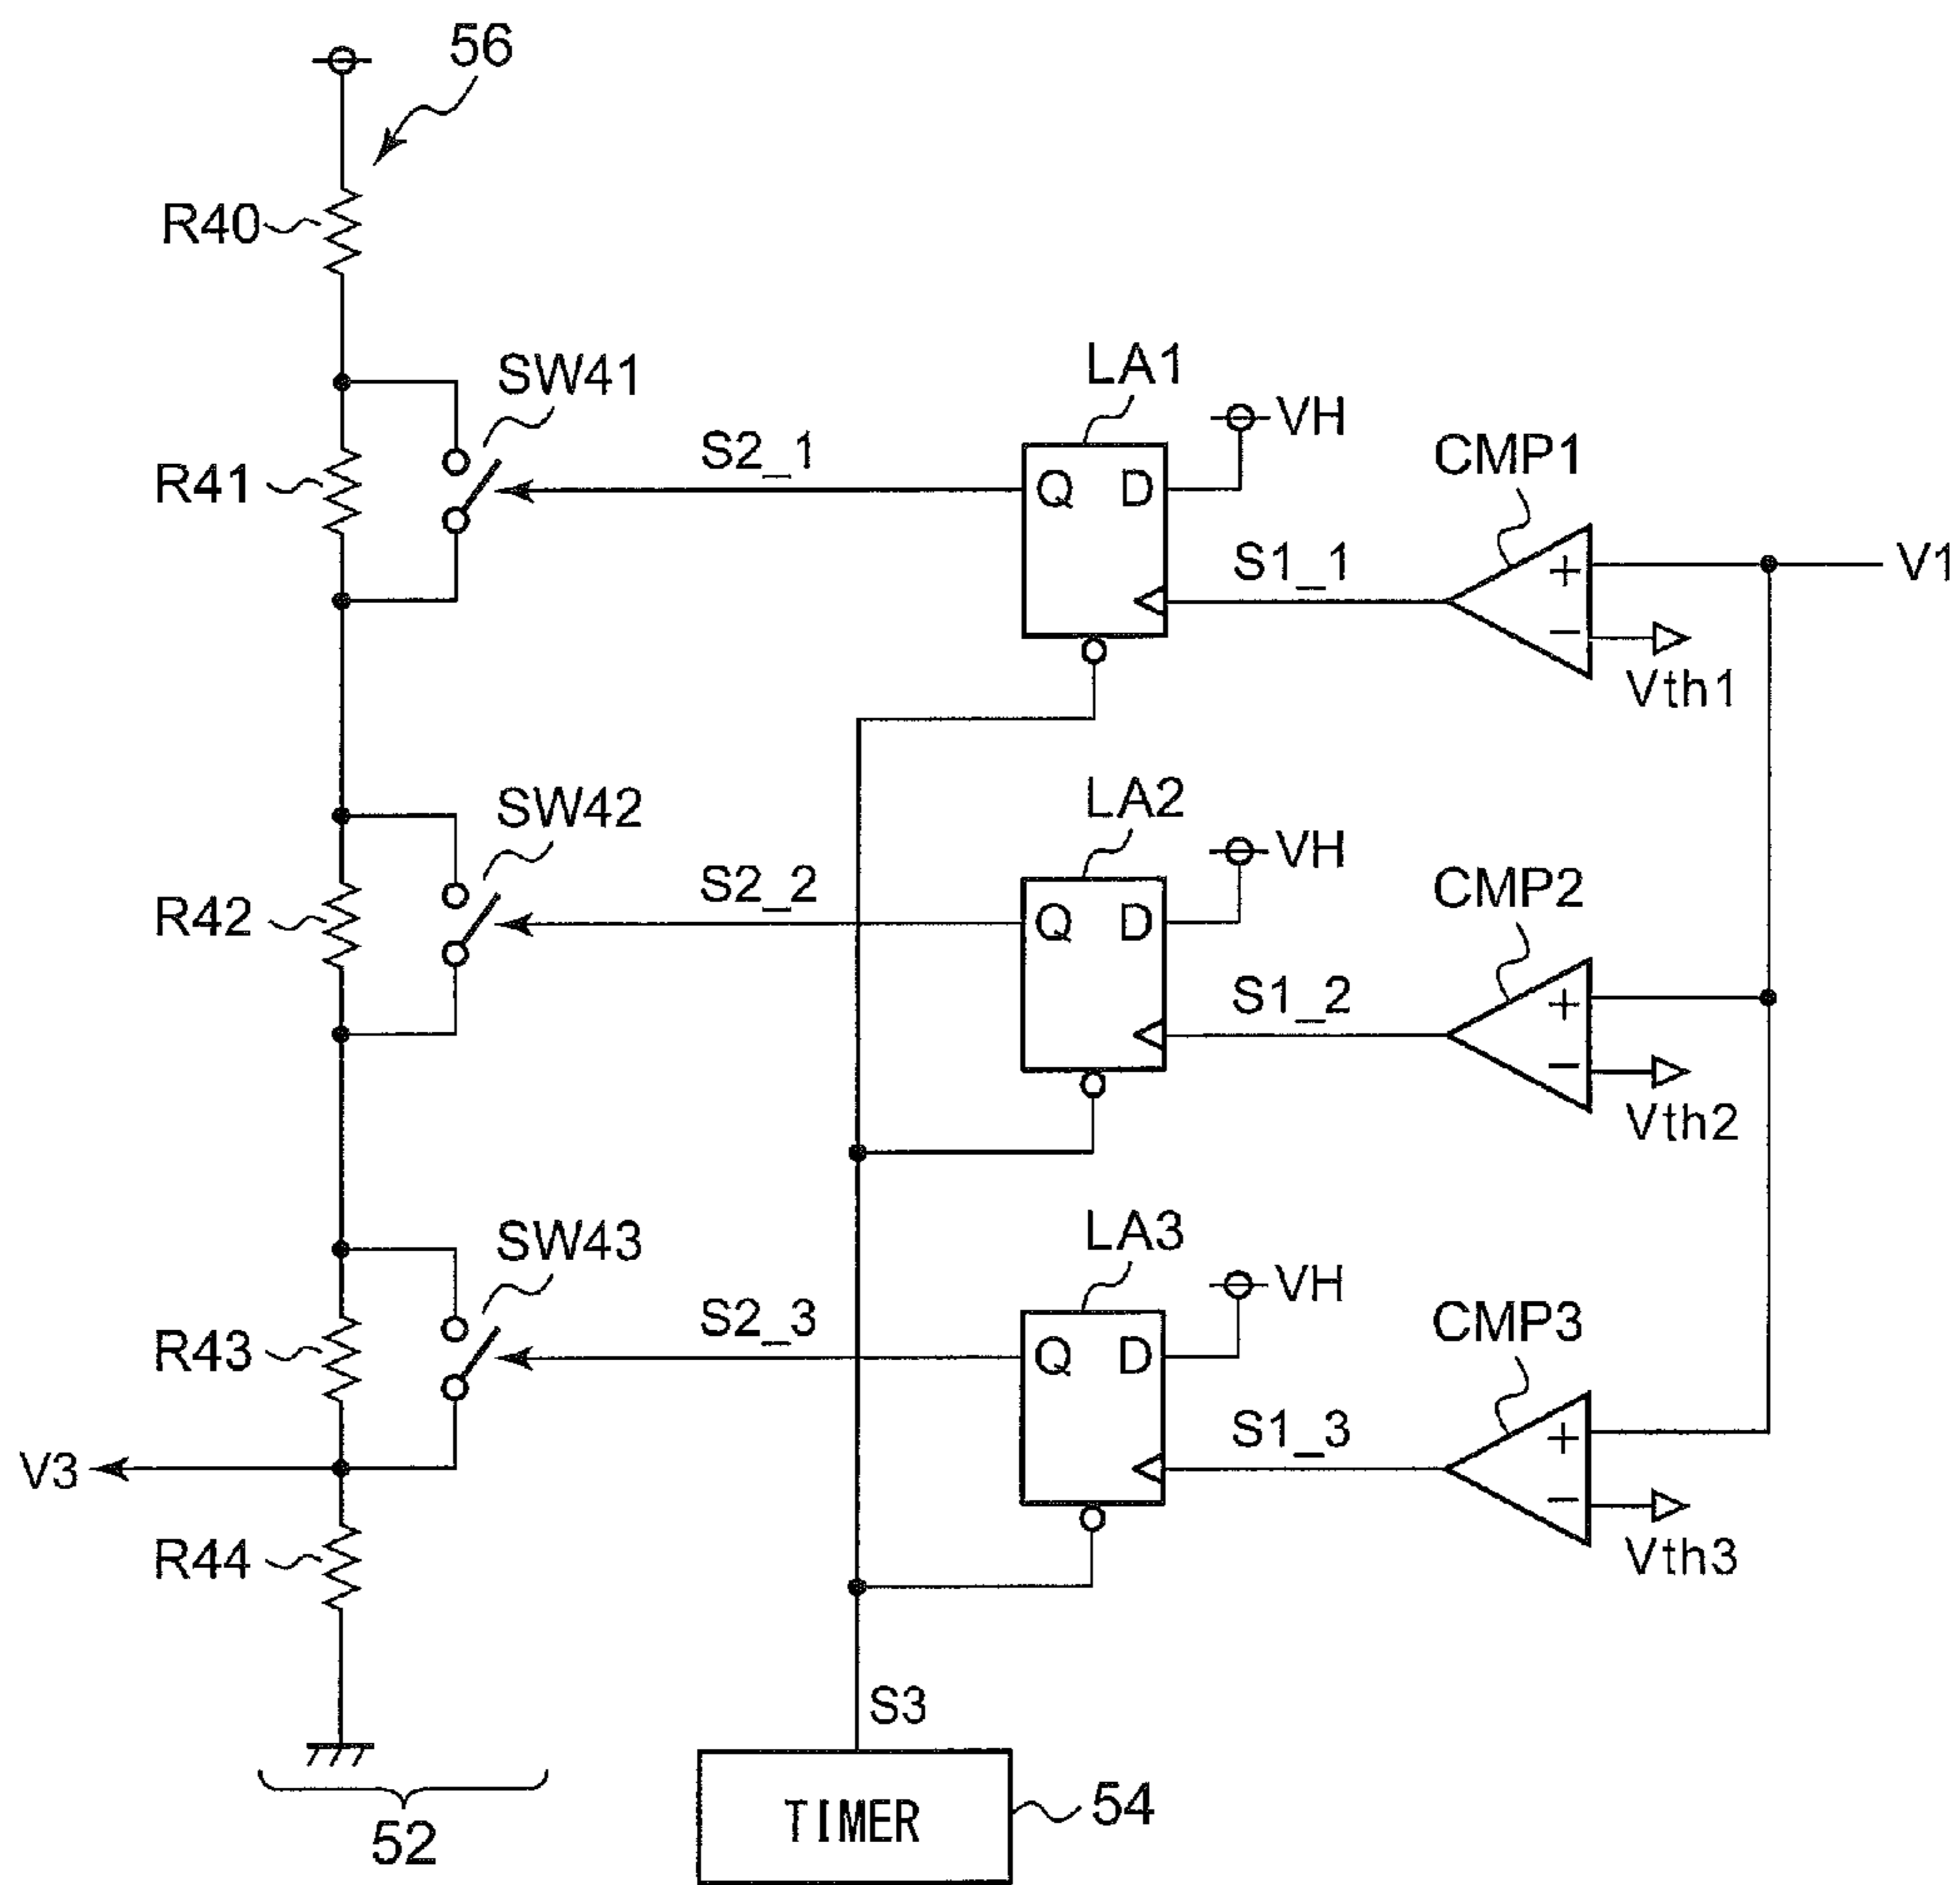 56
R40
SW41
LA1
VH
S2_1
CMP1
R41
Q D
S1_1
+
V1
−
Vth1
SW42
LA2
VH
S2_2
CMP2
R42
Q D
S1_2
+
−
Vth2
SW43
LA3
VH
S2_3
CMP3
R43
Q D
S1_3
+
V3
−
R44
Vth3
S3
TIMER
54
52